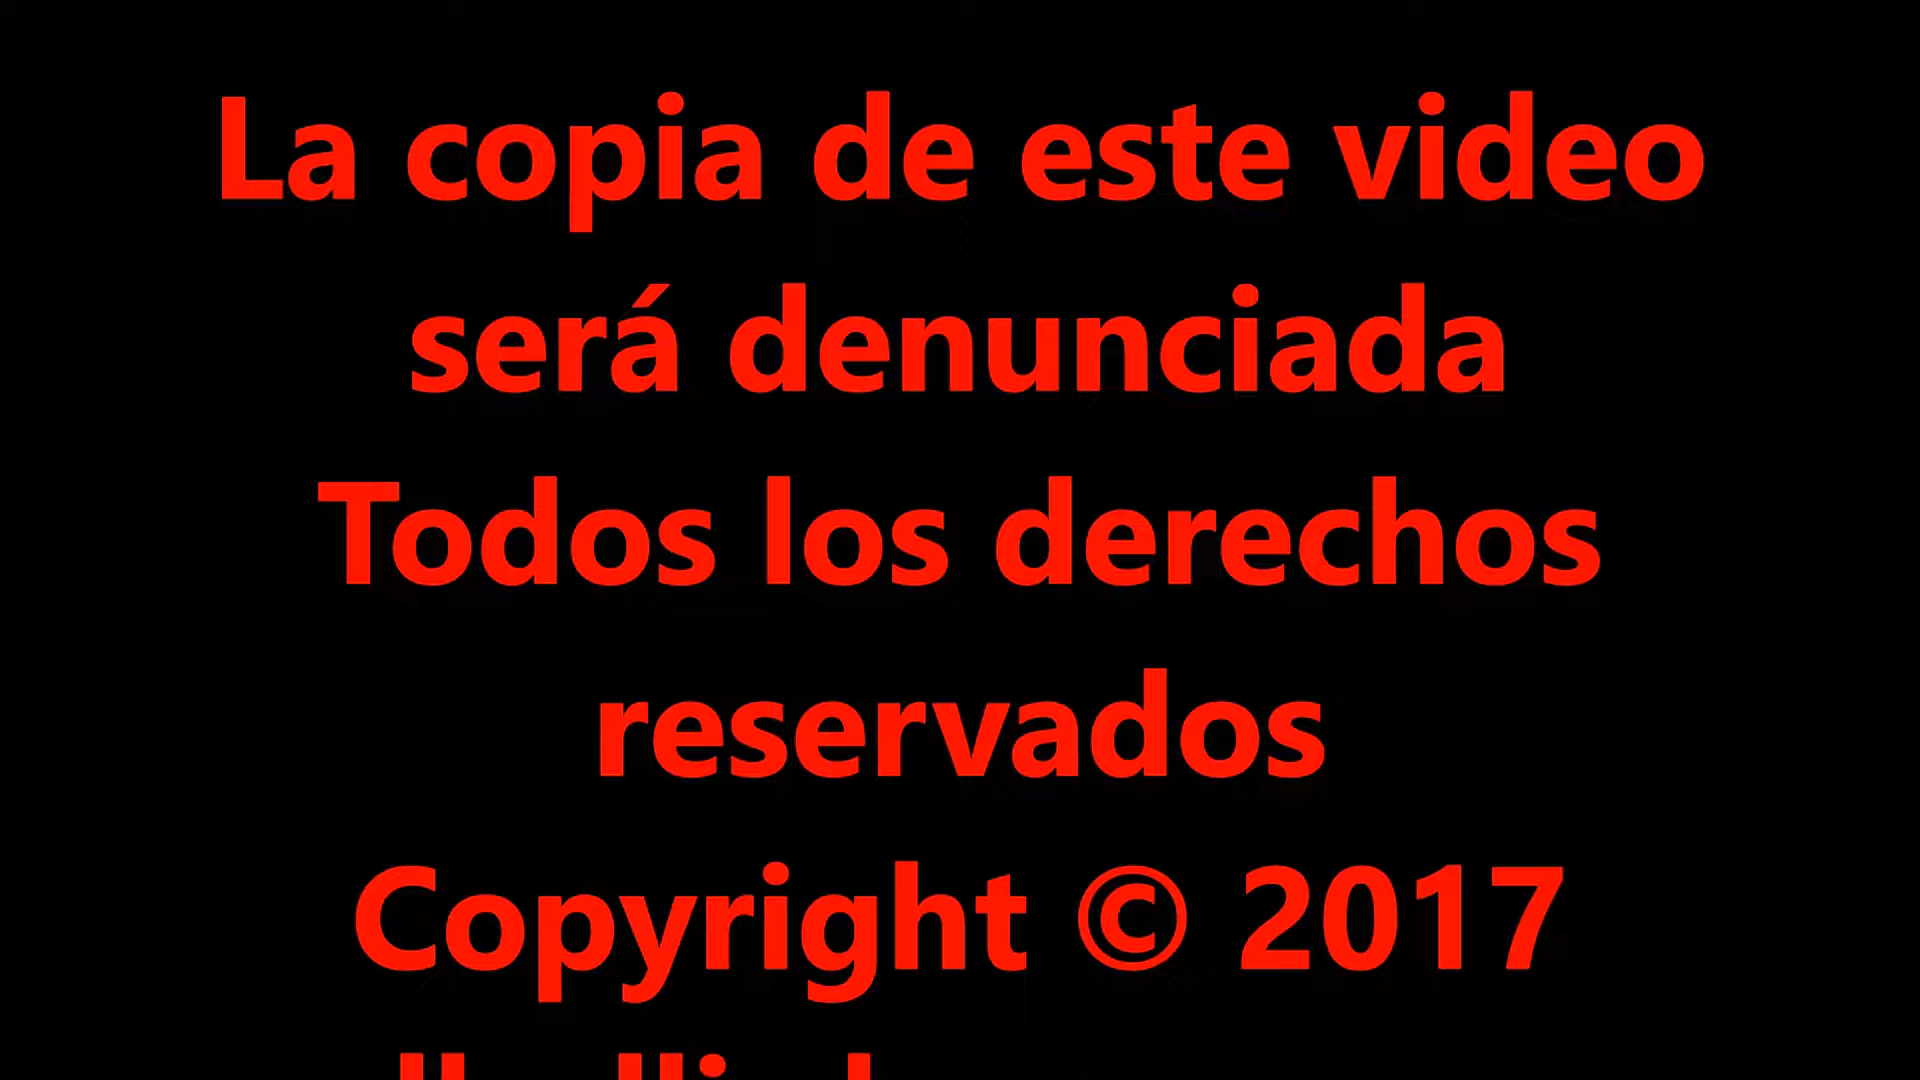 La copia de este video
será denunciada
Todos los derechos
reservados
Copyright © 2017